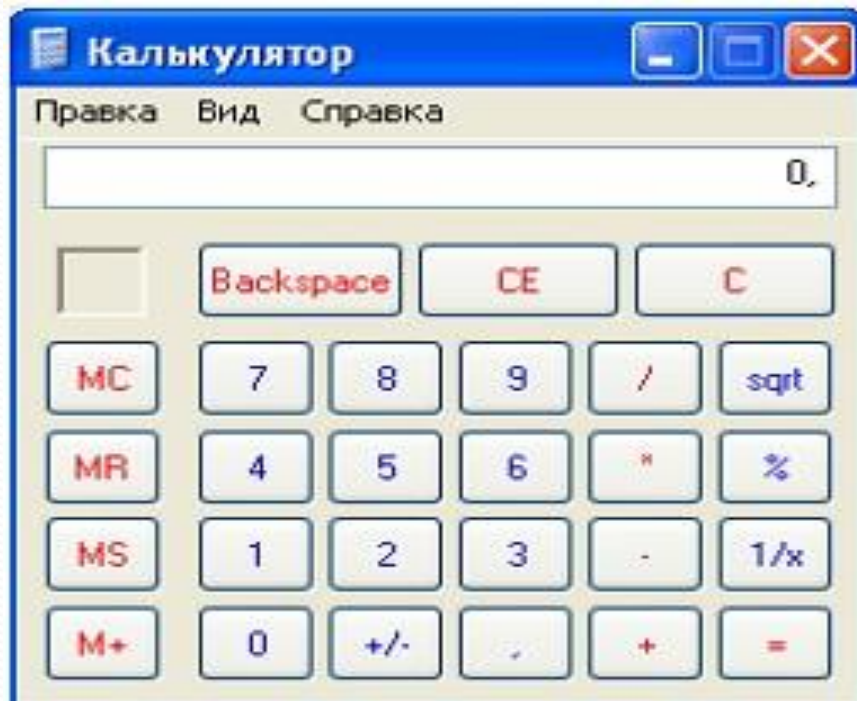 Калькулятор
Правка Вид Справка
0,
Backspace CE C
MC 7 8 9 / sqrt
MR 4 5 6 * %
MS 1 2 3 - 1/x
M+ 0 +/- , + =